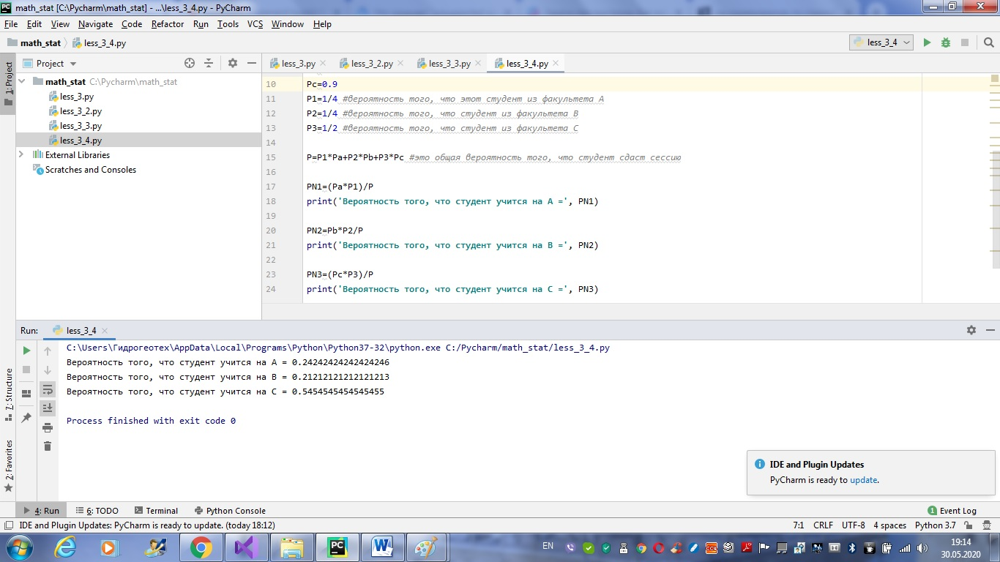 math_stat [C:\Pycharm\math_stat] - ...\less_3_4.py - PyCharm
File Edit View Navigate Code Refactor Run Tools VCS Window Help
math_stat less_3_4.py less_3_4
Project less_3.py less_3_2.py less_3_3.py less_3_4.py
1: Project
math_stat C:\Pycharm\math_stat
less_3.py
less_3_2.py
less_3_3.py
less_3_4.py
External Libraries
Scratches and Consoles
10 Pc=0.9
11 P1=1/4 #вероятность того, что этот студент из факультета A
12 P2=1/4 #вероятность того, что студент из факультета B
13 P3=1/2 #вероятность того, что студент из факультета C
14
15 P=P1*Pa+P2*Pb+P3*Pc #это общая вероятность того, что студент сдаст сессию
16
17 PN1=(Pa*P1)/P
18 print('Вероятность того, что студент учится на A =', PN1)
19
20 PN2=Pb*P2/P
21 print('Вероятность того, что студент учится на B =', PN2)
22
23 PN3=(Pc*P3)/P
24 print('Вероятность того, что студент учится на C =', PN3)
Run: less_3_4
C:\Users\Гидрогеотех\AppData\Local\Programs\Python\Python37-32\python.exe C:/Pycharm/math_stat/less_3_4.py
Вероятность того, что студент учится на A = 0.24242424242424246
Вероятность того, что студент учится на B = 0.21212121212121213
Вероятность того, что студент учится на C = 0.5454545454545455
Process finished with exit code 0
7: Structure
2: Favorites
IDE and Plugin Updates
PyCharm is ready to update.
4: Run 6: TODO Terminal Python Console 1 Event Log
IDE and Plugin Updates: PyCharm is ready to update. (today 18:12) 7:1 CRLF UTF-8 4 spaces Python 3.7
EN 19:14
30.05.2020